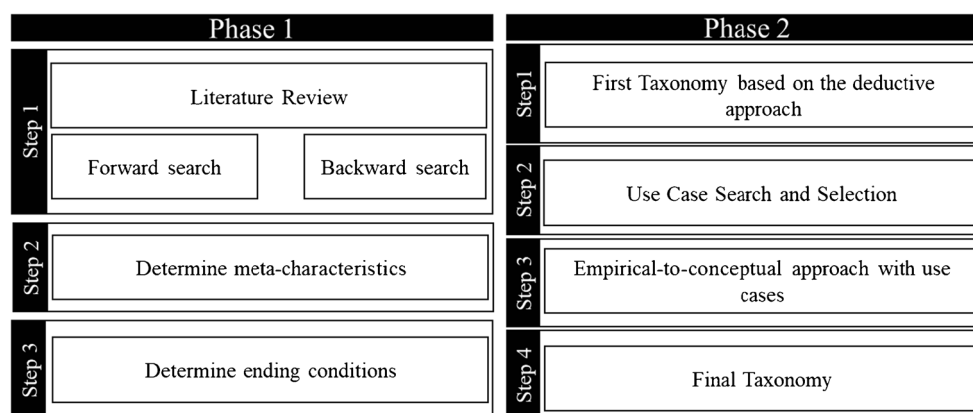 Phase 1
Step 1
Literature Review
Forward search
Backward search
Step 2
Determine meta-characteristics
Step 3
Determine ending conditions
Phase 2
Step1
First Taxonomy based on the deductive
approach
Step 2
Use Case Search and Selection
Step 3
Empirical-to-conceptual approach with use
cases
Step 4
Final Taxonomy